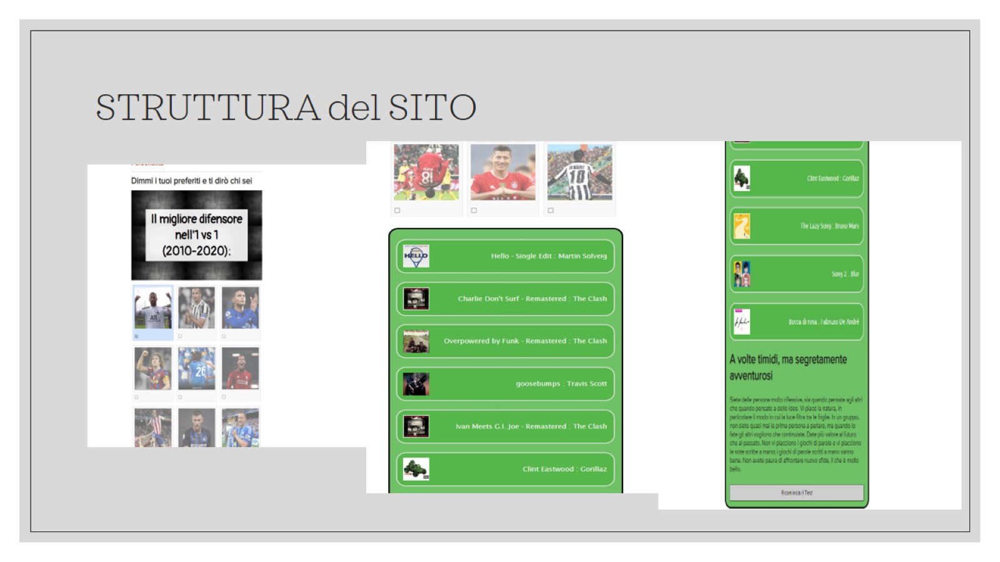 STRUTTURA del SITO
Dimmi i tuoi preferiti e ti dirò chi sei
Il migliore difensore
nell'1 vs 1
(2010-2020):
26
18
10
HELLO
Hello - Single Edit : Martin Solveig
Charlie Don't Surf - Remastered : The Clash
Overpowered by Funk - Remastered : The Clash
goosebumps : Travis Scott
Ivan Meets G.I. Joe - Remastered : The Clash
Clint Eastwood : Gorillaz
Clint Eastwood : Gorillaz
The Lazy Song : Bruno Mars
Song 2 : Blur
Bocca di rosa : Fabrizio De André
A volte timidi, ma segretamente
avventurosi
Siete delle persone molto riflessive, sia quando pensate agli altri
che quando pensate a delle idee. Vi piace la natura, in
particolare il modo in cui la luce filtra tra le foglie. In un gruppo,
non siete quasi mai la prima persona a parlare, ma quando lo
fate gli altri vogliono che continuiate. Date più valore al futuro
che al passato. Non vi piacciono i giochi di parole e vi piacciono
le note scritte a mano: i giochi di parole scritti a mano vanno
bene. Non avete paura di affrontare nuove sfide, il che è molto
bello.
Ricomincia il Test